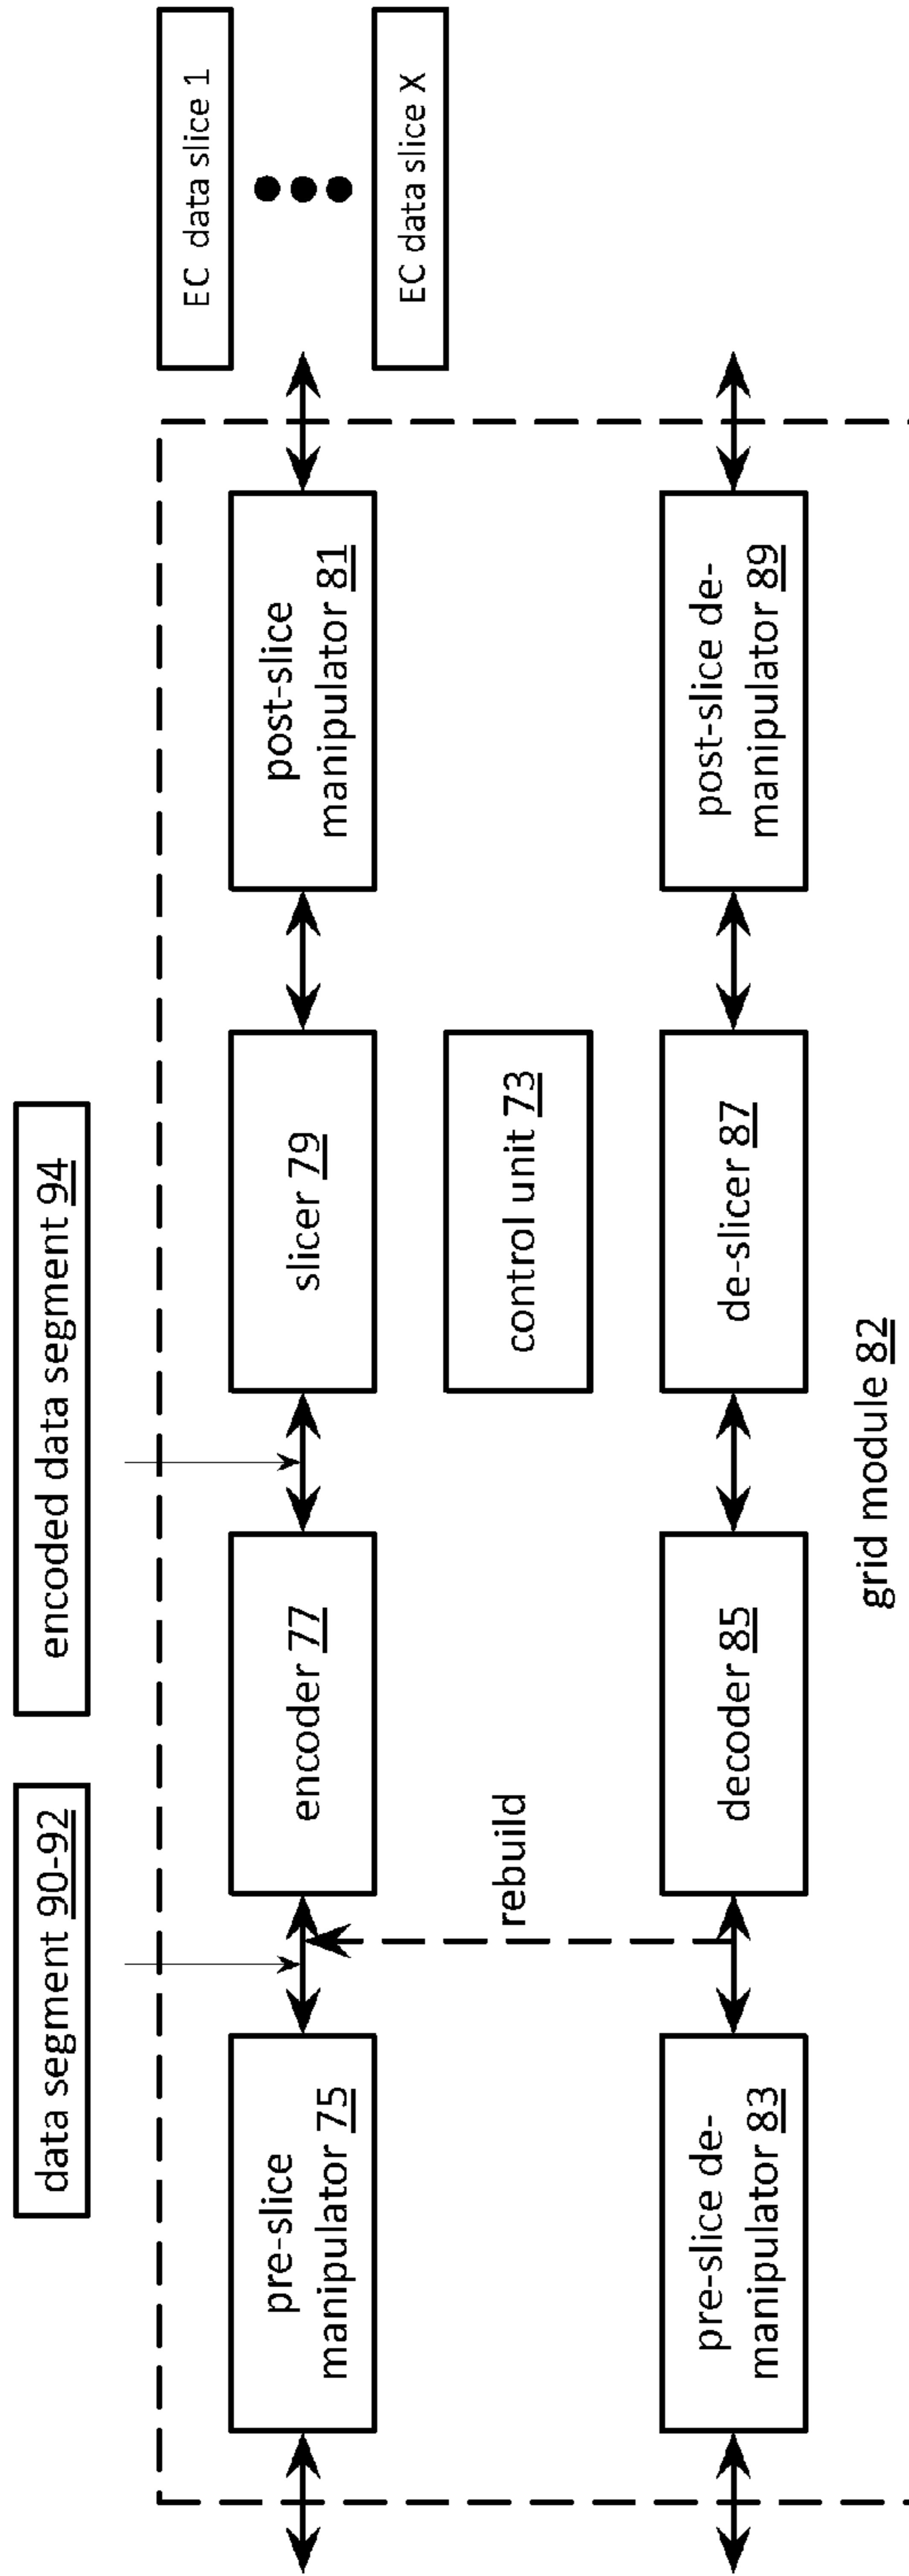 data segment 90-92
encoded data segment 94
EC data slice 1
EC data slice X
pre-slice
manipulator 75
encoder 77
slicer 79
post-slice
manipulator 81
rebuild
control unit 73
pre-slice de-
manipulator 83
decoder 85
de-slicer 87
post-slice de-
manipulator 89
grid module 82